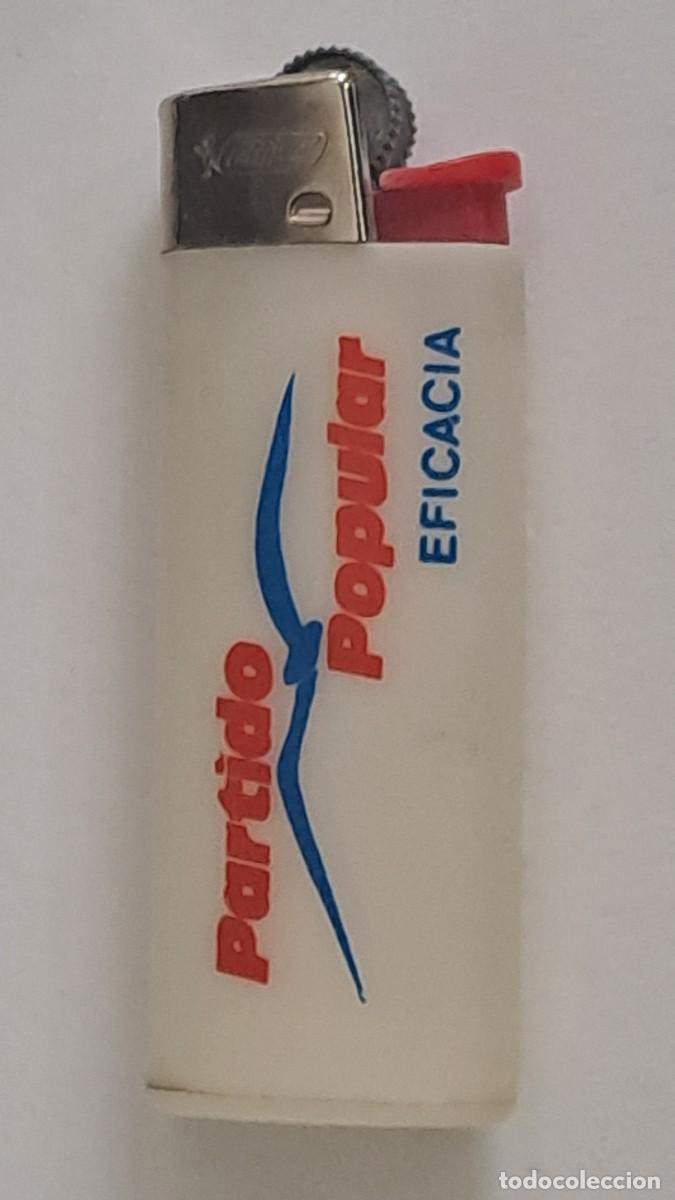 Partido
Popular
EFICACIA
todocoleccion